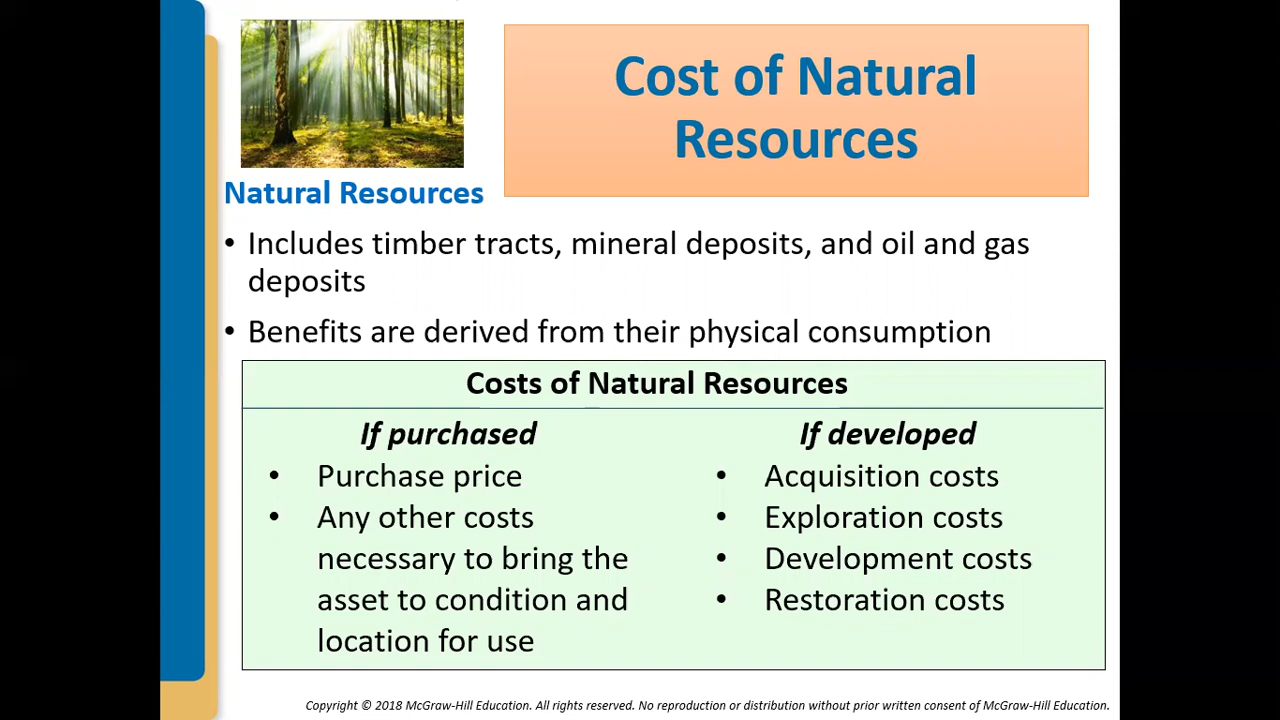 Cost of Natural
Resources
Natural Resources
• Includes timber tracts, mineral deposits, and oil and gas
deposits
• Benefits are derived from their physical consumption
Costs of Natural Resources
If purchased
• Purchase price
• Any other costs
necessary to bring the
asset to condition and
location for use
If developed
• Acquisition costs
• Exploration costs
• Development costs
• Restoration costs
Copyright © 2018 McGraw-Hill Education. All rights reserved. No reproduction or distribution without prior written consent of McGraw-Hill Education.